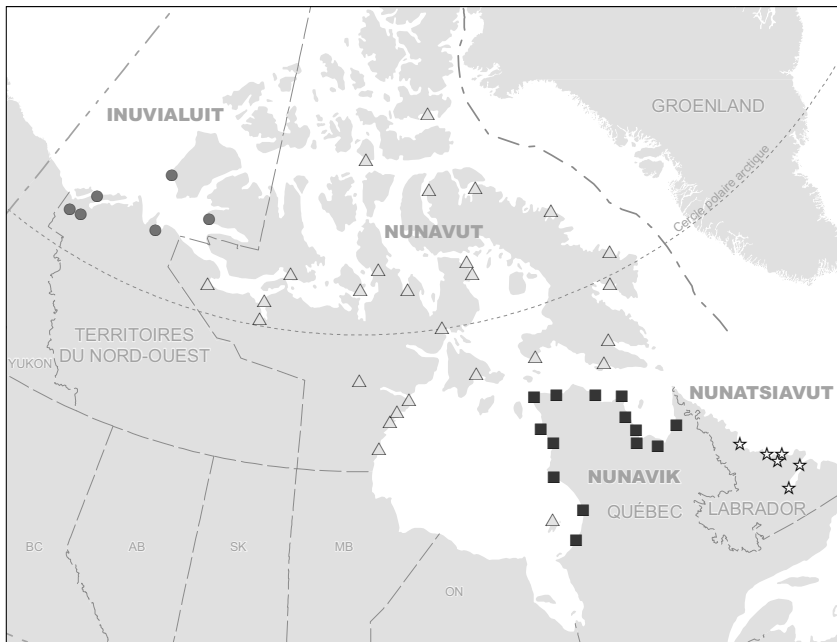 GROENLAND
INUVIALUIT
Cercle polaire arctique
NUNAVUT
TERRITOIRES
DU NORD-OUEST
YUKON
NUNATSIAVUT
NUNAVIK
QUÉBEC
LABRADOR
BC
AB
SK
MB
ON